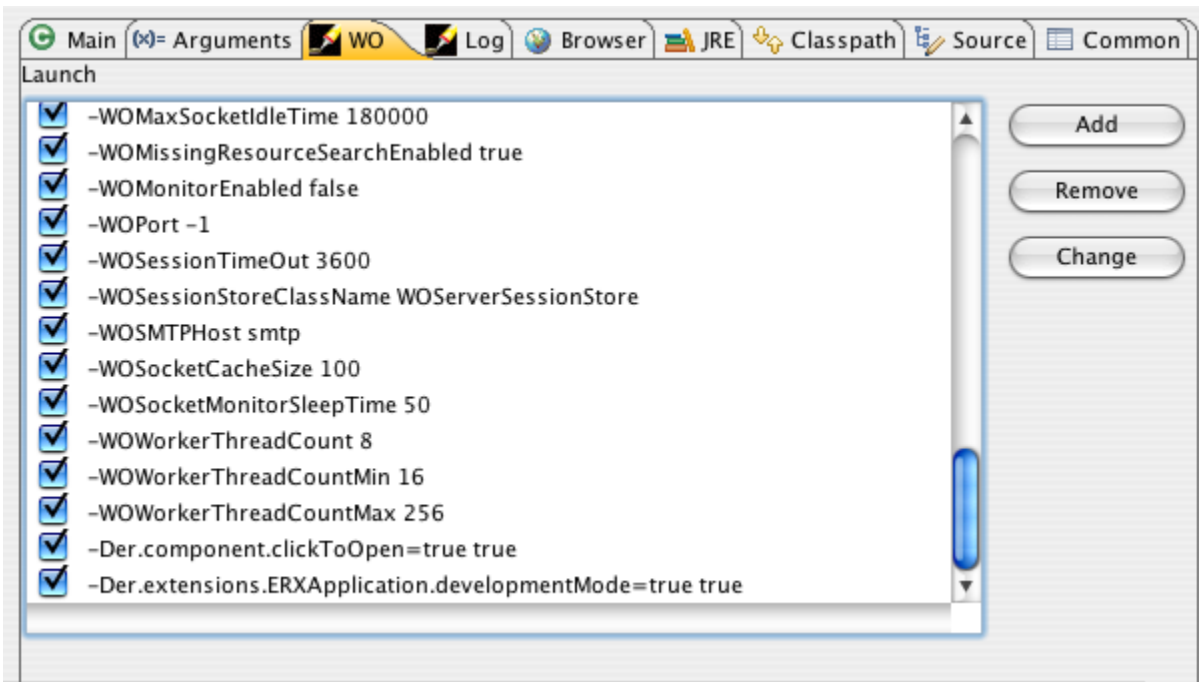 Main (x)= Arguments WO Log Browser JRE Classpath Source Common
Launch
-WOMaxSocketIdleTime 180000
-WOMissingResourceSearchEnabled true
-WOMonitorEnabled false
-WOPort -1
-WOSessionTimeOut 3600
-WOSessionStoreClassName WOServerSessionStore
-WOSMTPHost smtp
-WOSocketCacheSize 100
-WOSocketMonitorSleepTime 50
-WOWorkerThreadCount 8
-WOWorkerThreadCountMin 16
-WOWorkerThreadCountMax 256
-Der.component.clickToOpen=true true
-Der.extensions.ERXApplication.developmentMode=true true
Add
Remove
Change